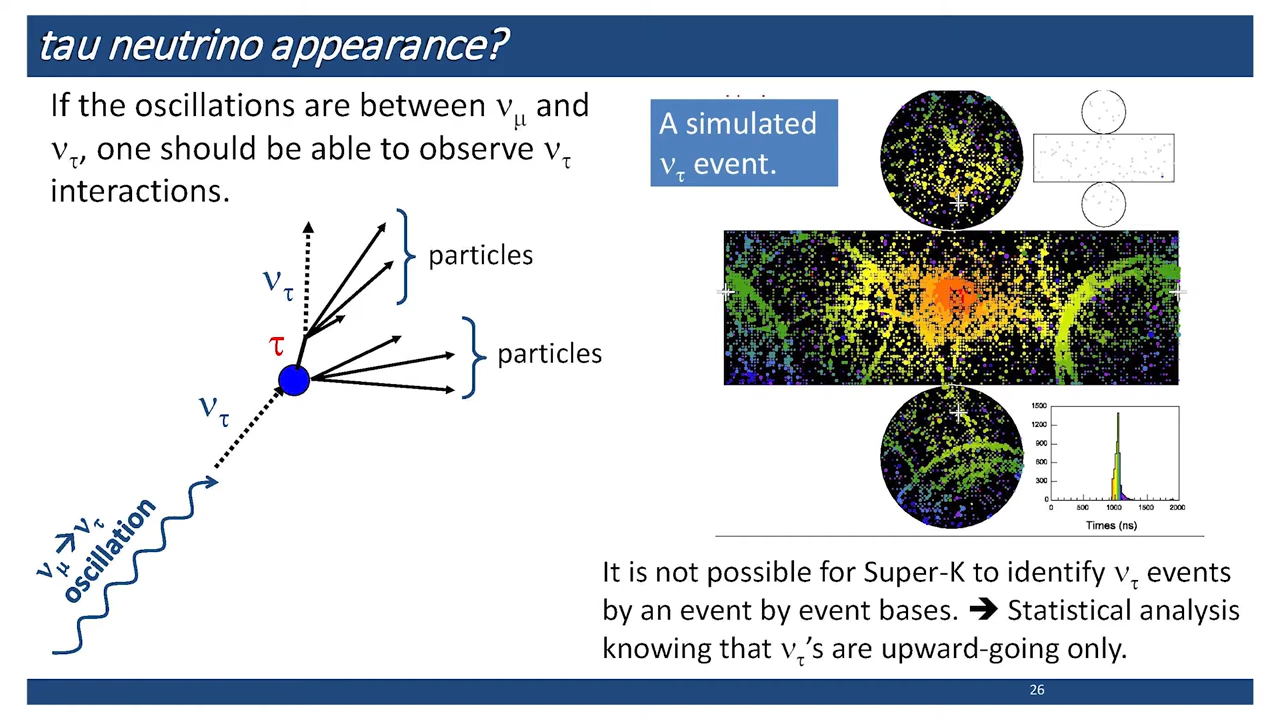 tau neutrino appearance?
If the oscillations are between νμ and
ντ, one should be able to observe ντ
interactions.
A simulated
ντ event.
particles
ντ
τ
particles
ντ
νμ → ντ
oscillation
1500
1200
900
600
300
0
0 500 1000 1500 2000
Times (ns)
It is not possible for Super-K to identify ντ events
by an event by event bases. ➔ Statistical analysis
knowing that ντ’s are upward-going only.
26